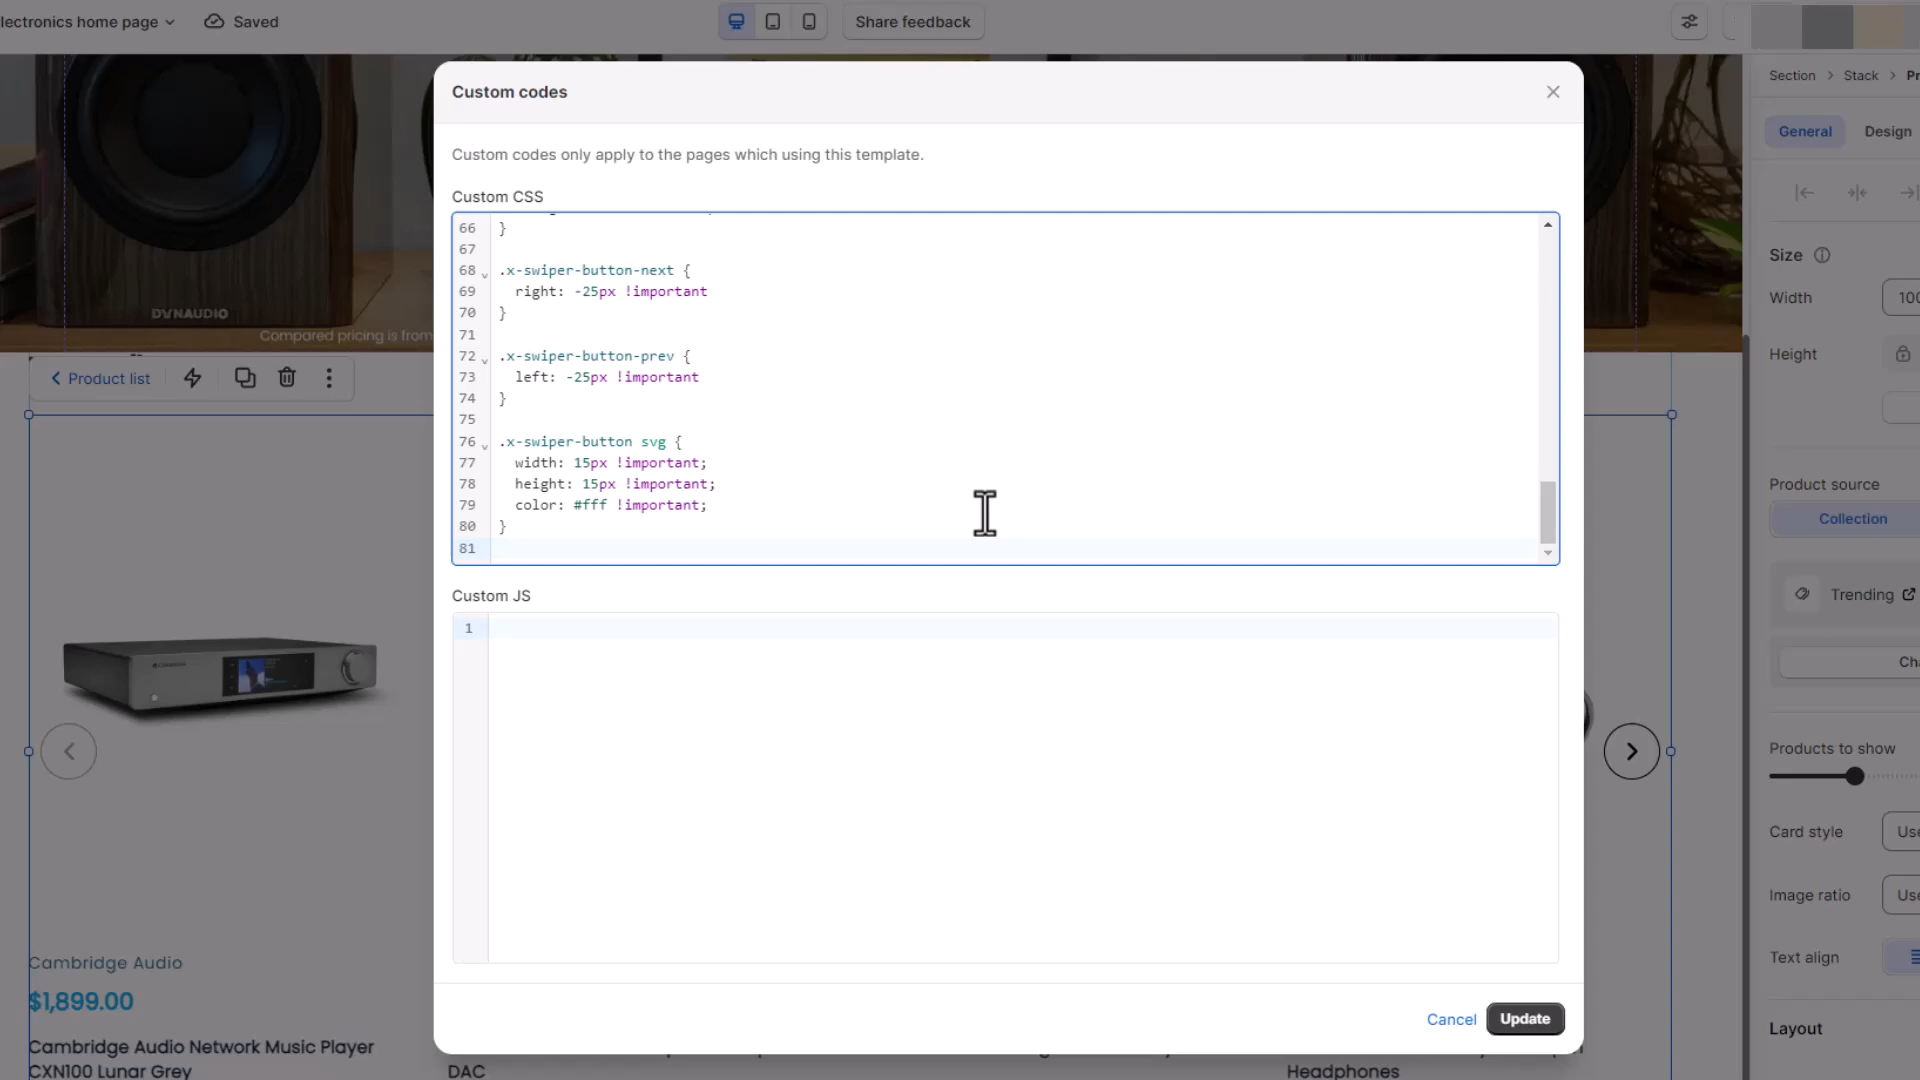 lectronics home page
Saved
Share feedback
Custom codes
Custom codes only apply to the pages which using this template.
Custom CSS
66 }
67
68 .x-swiper-button-next {
69 right: -25px !important
70 }
71
72 .x-swiper-button-prev {
73 left: -25px !important
74 }
75
76 .x-swiper-button svg {
77 width: 15px !important;
78 height: 15px !important;
79 color: #fff !important;
80 }
81
Custom JS
1
Cancel
Update
DYNAUDIO
Compared pricing is from
Product list
Cambridge Audio
$1,899.00
Cambridge Audio Network Music Player
CXN100 Lunar Grey
DAC
Headphones
Section > Stack > Pr
General
Design
Size
Width
100
Height
Product source
Collection
Trending
Cha
Products to show
Card style
Use
Image ratio
Use
Text align
Layout